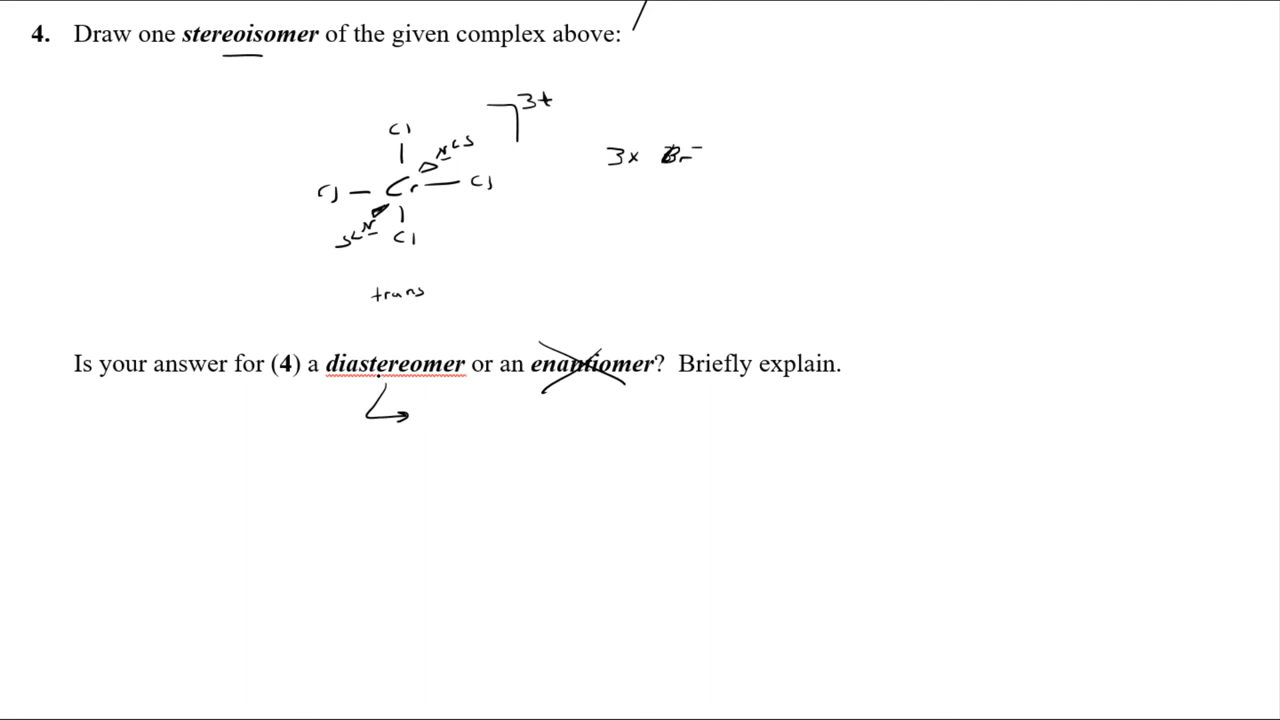 4. Draw one stereoisomer of the given complex above:
3+
Cl
NCS
3x Br-
Cl - Cr - Cl
SCN
Cl
trans
Is your answer for (4) a diastereomer or an enantiomer? Briefly explain.